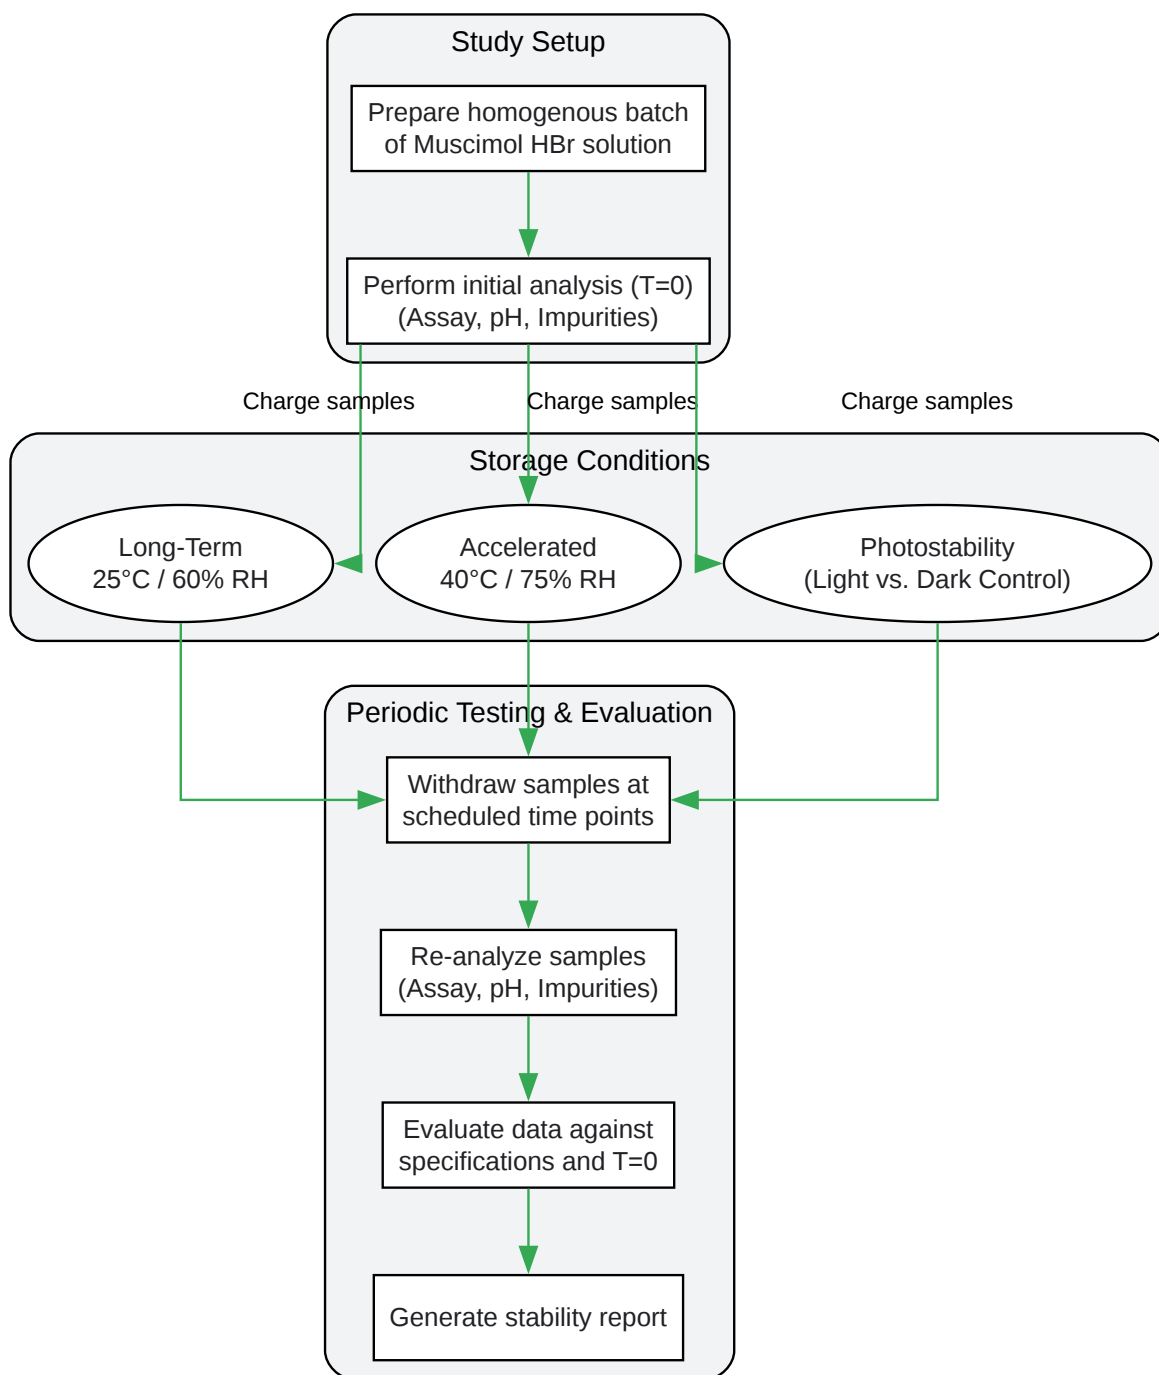 Study Setup
Prepare homogenous batch
of Muscimol HBr solution
Perform initial analysis (T=0)
(Assay, pH, Impurities)
Charge samples
Charge samples
Charge samples
Storage Conditions
Long-Term
25°C / 60% RH
Accelerated
40°C / 75% RH
Photostability
(Light vs. Dark Control)
Periodic Testing & Evaluation
Withdraw samples at
scheduled time points
Re-analyze samples
(Assay, pH, Impurities)
Evaluate data against
specifications and T=0
Generate stability report